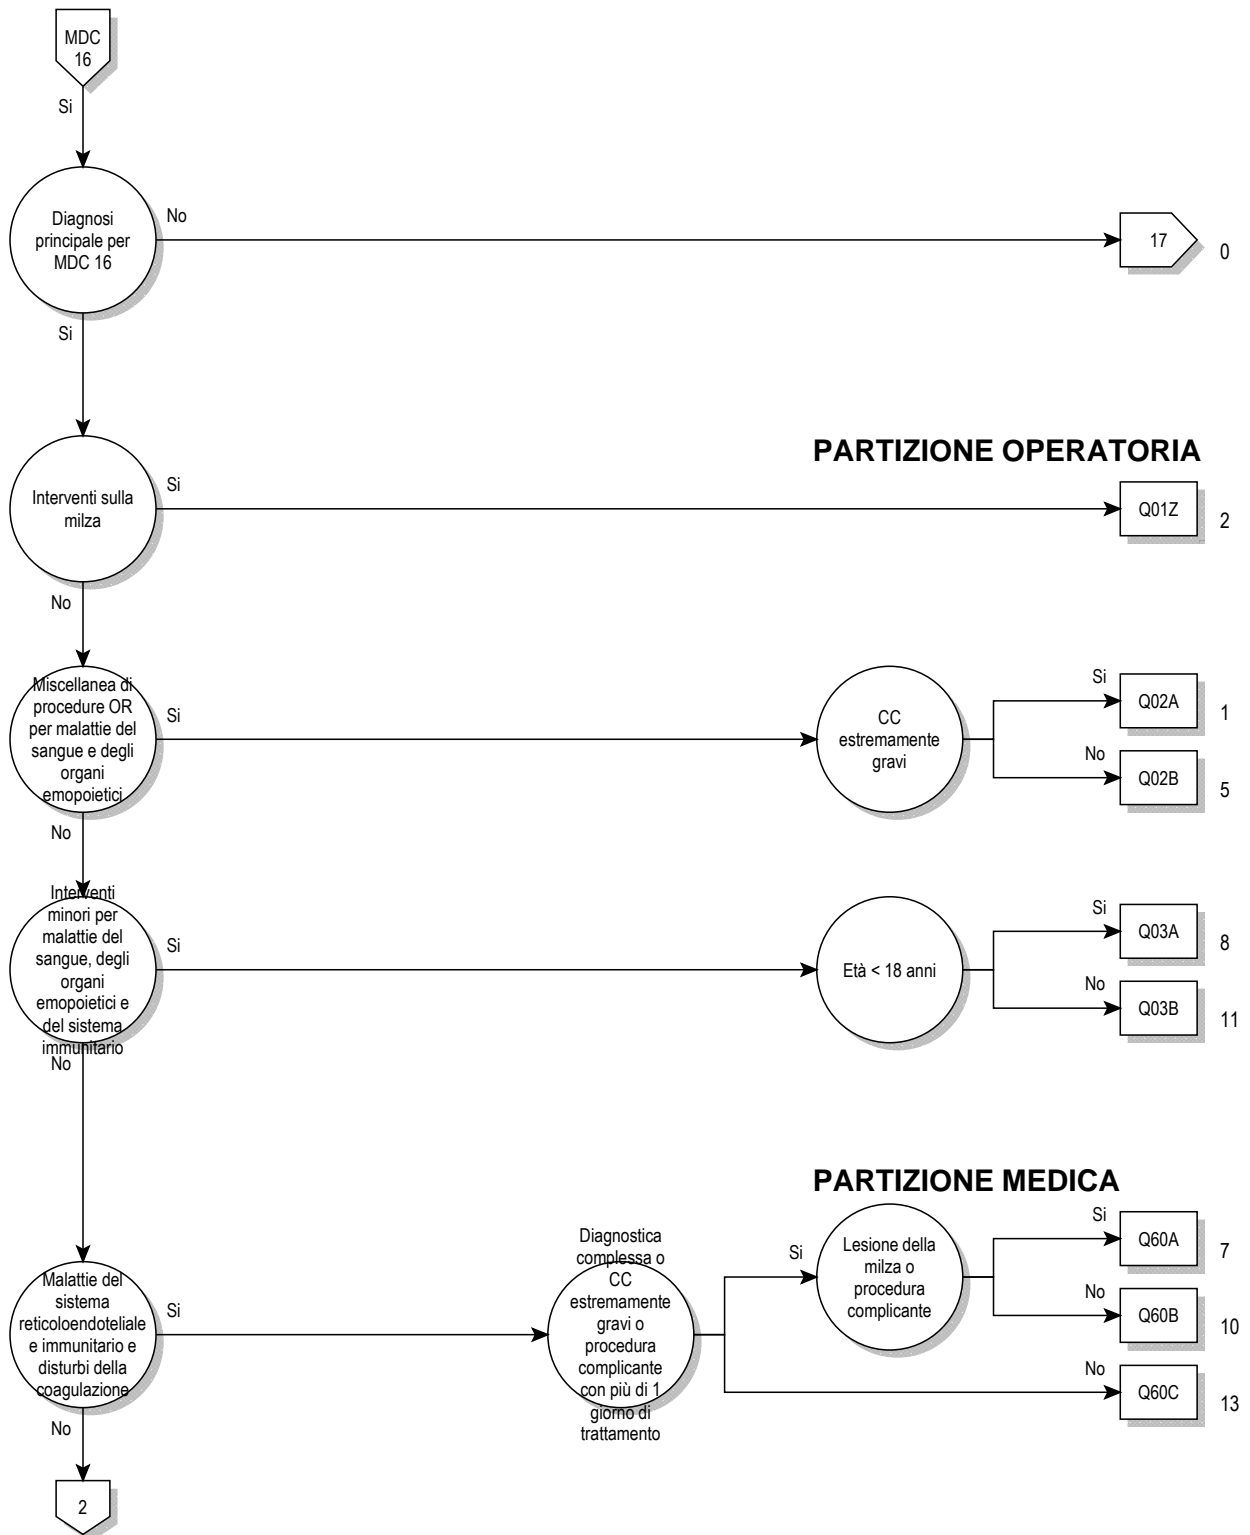 MDC
16
Si
Diagnosi
principale per
MDC 16
No
17
0
Si
PARTIZIONE OPERATORIA
Interventi sulla
milza
Si
Q01Z
2
No
Miscellanea di
procedure OR
per malattie del
sangue e degli
organi
emopoietici
Si
CC
estremamente
gravi
Si
Q02A
1
No
Q02B
5
No
Interventi
minori per
malattie del
sangue, degli
organi
emopoietici e
del sistema
immunitario
Si
Età < 18 anni
Si
Q03A
8
No
Q03B
11
No
PARTIZIONE MEDICA
Malattie del
sistema
reticoloendoteliale
e immunitario e
disturbi della
coagulazione
Si
Diagnostica
complessa o
CC
estremamente
gravi o
procedura
complicante
con più di 1
giorno di
trattamento
Si
Lesione della
milza o
procedura
complicante
Si
Q60A
7
No
Q60B
10
No
Q60C
13
No
2